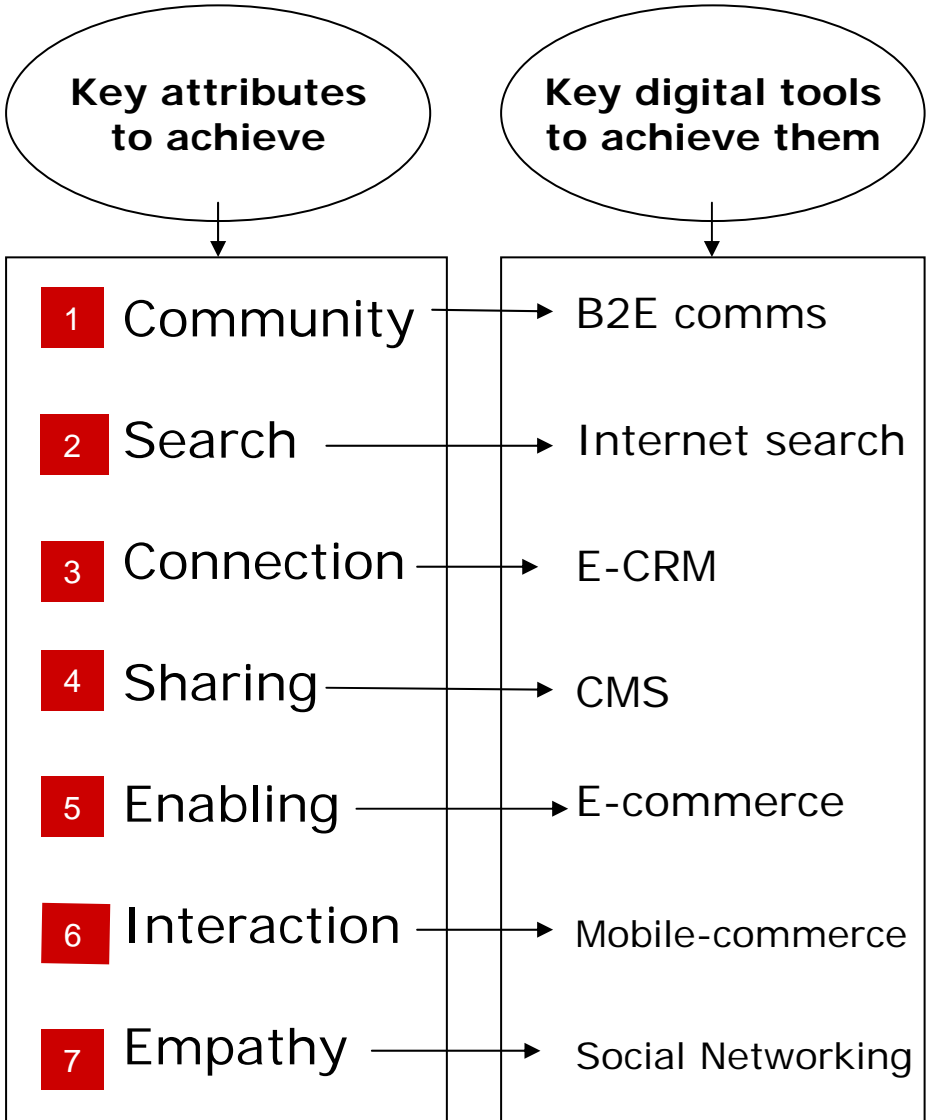 Key attributes
to achieve
Key digital tools
to achieve them
1 Community B2E comms
2 Search Internet search
3 Connection E-CRM
4 Sharing CMS
5 Enabling E-commerce
6 Interaction Mobile-commerce
7 Empathy Social Networking